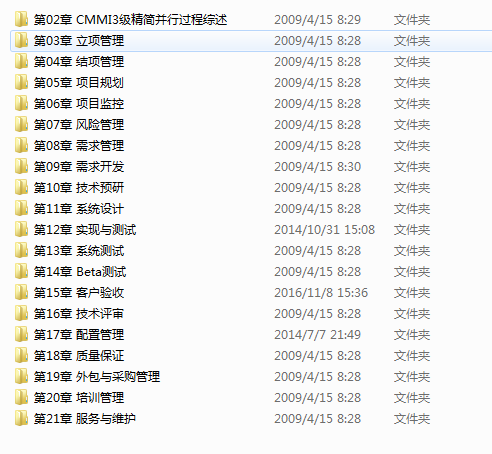 第02章 CMMI3级精简并行过程综述 2009/4/15 8:29 文件夹
第03章 立项管理 2009/4/15 8:28 文件夹
第04章 结项管理 2009/4/15 8:28 文件夹
第05章 项目规划 2009/4/15 8:28 文件夹
第06章 项目监控 2009/4/15 8:28 文件夹
第07章 风险管理 2009/4/15 8:28 文件夹
第08章 需求管理 2009/4/15 8:28 文件夹
第09章 需求开发 2009/4/15 8:30 文件夹
第10章 技术预研 2009/4/15 8:28 文件夹
第11章 系统设计 2009/4/15 8:28 文件夹
第12章 实现与测试 2014/10/31 15:08 文件夹
第13章 系统测试 2009/4/15 8:28 文件夹
第14章 Beta测试 2009/4/15 8:28 文件夹
第15章 客户验收 2016/11/8 15:36 文件夹
第16章 技术评审 2009/4/15 8:28 文件夹
第17章 配置管理 2014/7/7 21:49 文件夹
第18章 质量保证 2009/4/15 8:28 文件夹
第19章 外包与采购管理 2009/4/15 8:28 文件夹
第20章 培训管理 2009/4/15 8:28 文件夹
第21章 服务与维护 2009/4/15 8:28 文件夹